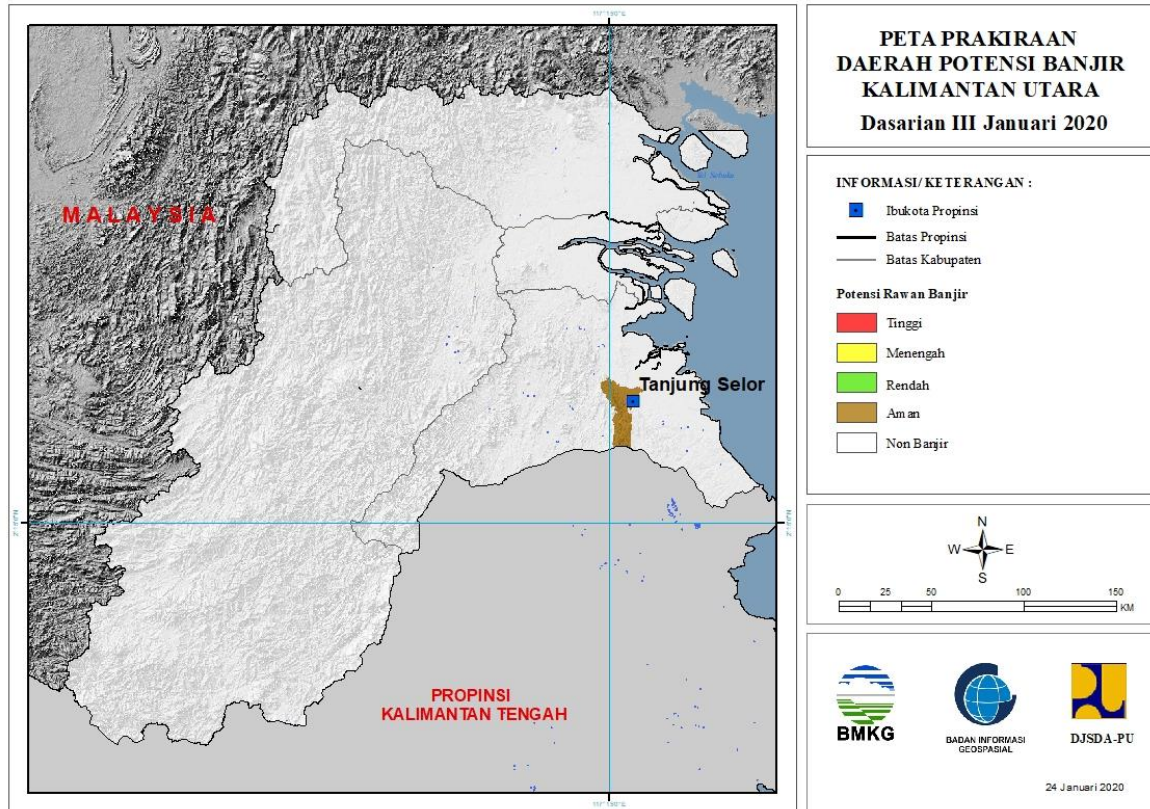 PETA PRAKIRAAN
DAERAH POTENSI BANJIR
KALIMANTAN UTARA
Dasarian III Januari 2020
INFORMASI/KETERANGAN :
Ibukota Propinsi
Batas Propinsi
Batas Kabupaten
Potensi Rawan Banjir
Tinggi
Menengah
Rendah
Aman
Non Banjir
N
W E
S
0 25 50 100 150
KM
BMKG
BADAN INFORMASI
GEOSPASIAL
DJSDA-PU
24 Januari 2020
MALAYSIA
Tanjung Selor
PROPINSI
KALIMANTAN TENGAH